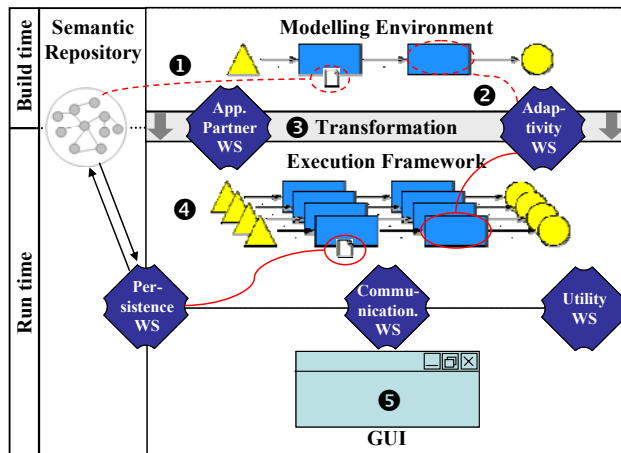 Build time
Run time
Semantic
Repository
Modelling Environment
❶
❷
App.
Partner
WS
❸ Transformation
Adap-
tivity
WS
Execution Framework
❹
Per-
sistence
WS
Commu-
nication.
WS
Utility
WS
❺
GUI